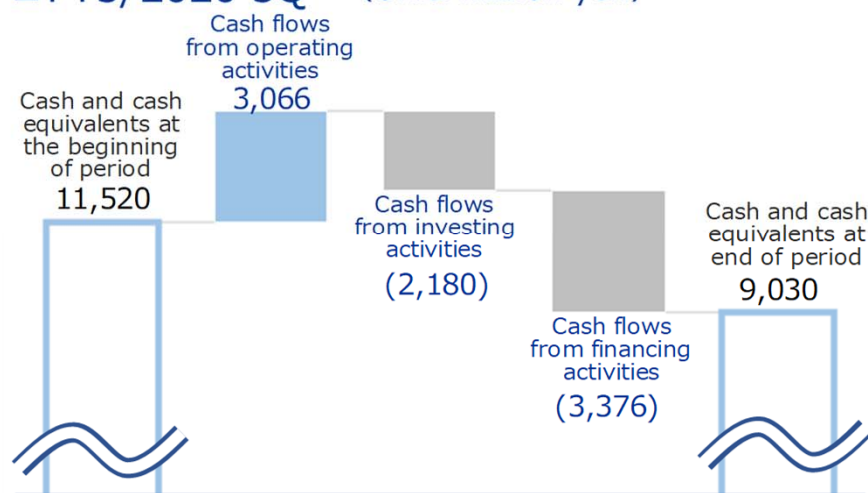 Cash flows
from operating
activities
3,066
Cash and cash
equivalents at
the beginning
of period
11,520
Cash flows
from investing
activities
(2,180)
Cash flows
from financing
activities
(3,376)
Cash and cash
equivalents at
end of period
9,030